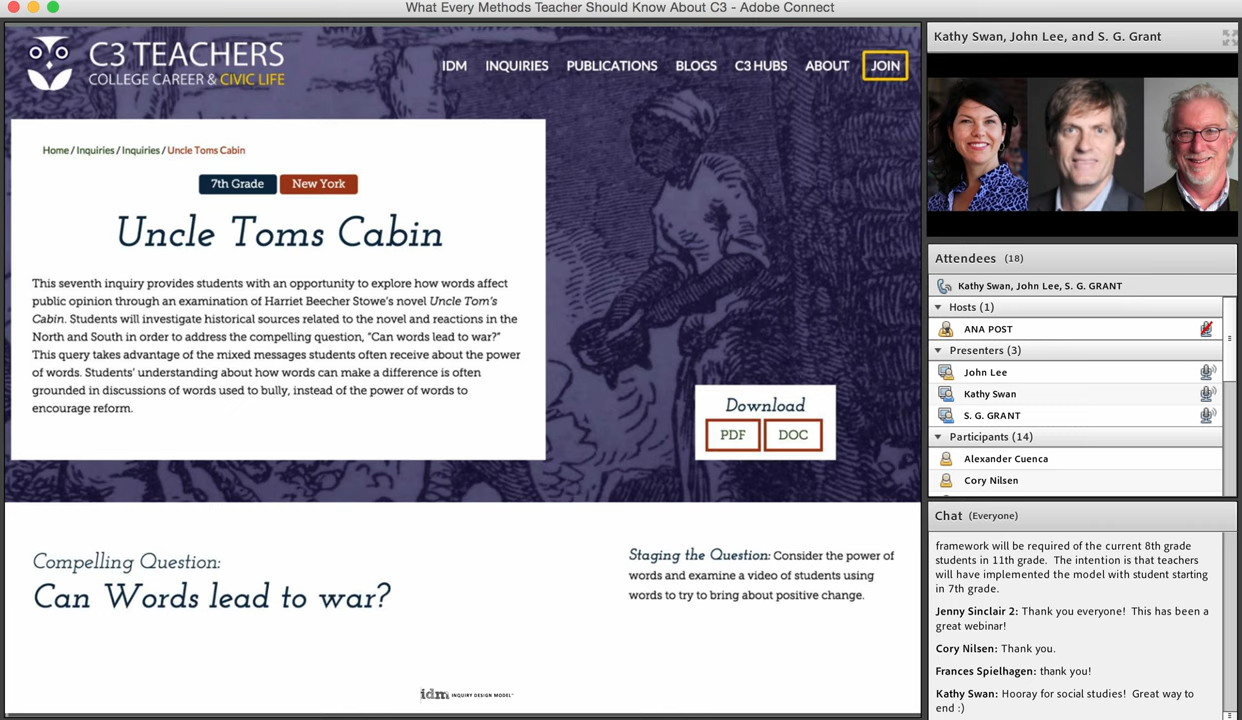 What Every Methods Teacher Should Know About C3 - Adobe Connect
C3 TEACHERS
COLLEGE CAREER & CIVIC LIFE
IDM INQUIRIES PUBLICATIONS BLOGS C3 HUBS ABOUT JOIN
Home / Inquiries / Inquiries / Uncle Toms Cabin
7th Grade New York
Uncle Toms Cabin
This seventh inquiry provides students with an opportunity to explore how words affect
public opinion through an examination of Harriet Beecher Stowe's novel Uncle Tom's
Cabin. Students will investigate historical sources related to the novel and reactions in the
North and South in order to address the compelling question, "Can words lead to war?"
This query takes advantage of the mixed messages students often receive about the power
of words. Students' understanding about how words can make a difference is often
grounded in discussions of words used to bully, instead of the power of words to
encourage reform.
Download
PDF DOC
Compelling Question:
Can Words lead to war?
Staging the Question: Consider the power of
words and examine a video of students using
words to try to bring about positive change.
idm INQUIRY DESIGN MODEL™
Kathy Swan, John Lee, and S. G. Grant
Attendees (18)
Kathy Swan, John Lee, S. G. GRANT
Hosts (1)
ANA POST
Presenters (3)
John Lee
Kathy Swan
S. G. GRANT
Participants (14)
Alexander Cuenca
Cory Nilsen
Chat (Everyone)
framework will be required of the current 8th grade
students in 11th grade. The intention is that teachers
will have implemented the model with student starting
in 7th grade.
Jenny Sinclair 2: Thank you everyone! This has been a
great webinar!
Cory Nilsen: Thank you.
Frances Spielhagen: thank you!
Kathy Swan: Hooray for social studies! Great way to
end :)